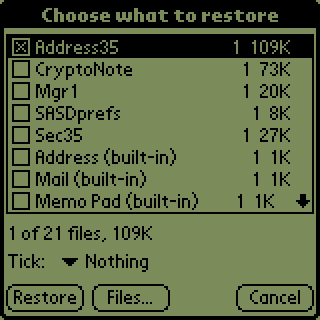 Choose what to restore
Address35 1 109K
CryptoNote 1 73K
Mgr1 1 20K
SASDprefs 1 8K
Sec35 1 27K
Address (built-in) 1 1K
Mail (built-in) 1 1K
Memo Pad (built-in) 1 1K
1 of 21 files, 109K
Tick: Nothing
Restore Files... Cancel